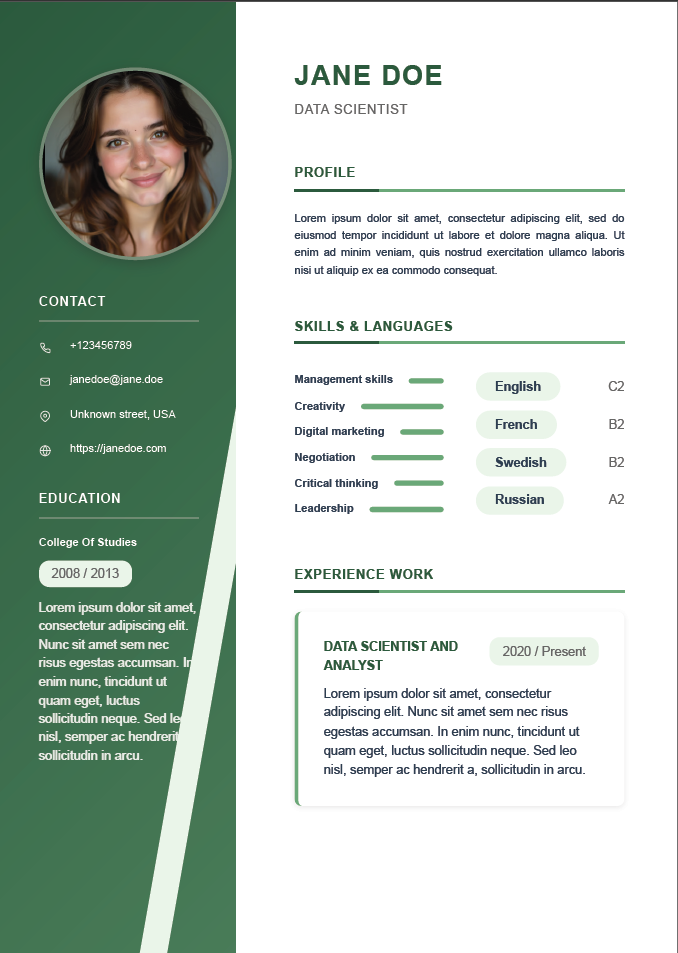 CONTACT
+123456789
janedoe@jane.doe
Unknown street, USA
https://janedoe.com
EDUCATION
College Of Studies
2008 / 2013
Lorem ipsum dolor sit amet,
consectetur adipiscing elit.
Nunc sit amet sem nec
risus egestas accumsan. In
enim nunc, tincidunt ut
quam eget, luctus
sollicitudin neque. Sed leo
nisl, semper ac hendrerit
sollicitudin in arcu.
JANE DOE
DATA SCIENTIST
PROFILE
Lorem ipsum dolor sit amet, consectetur adipiscing elit, sed do
eiusmod tempor incididunt ut labore et dolore magna aliqua. Ut
enim ad minim veniam, quis nostrud exercitation ullamco laboris
nisi ut aliquip ex ea commodo consequat.
SKILLS & LANGUAGES
Management skills
Creativity
Digital marketing
Negotiation
Critical thinking
Leadership
English C2
French B2
Swedish B2
Russian A2
EXPERIENCE WORK
DATA SCIENTIST AND
ANALYST
2020 / Present
Lorem ipsum dolor sit amet, consectetur
adipiscing elit. Nunc sit amet sem nec risus
egestas accumsan. In enim nunc, tincidunt ut
quam eget, luctus sollicitudin neque. Sed leo
nisl, semper ac hendrerit a, sollicitudin in arcu.